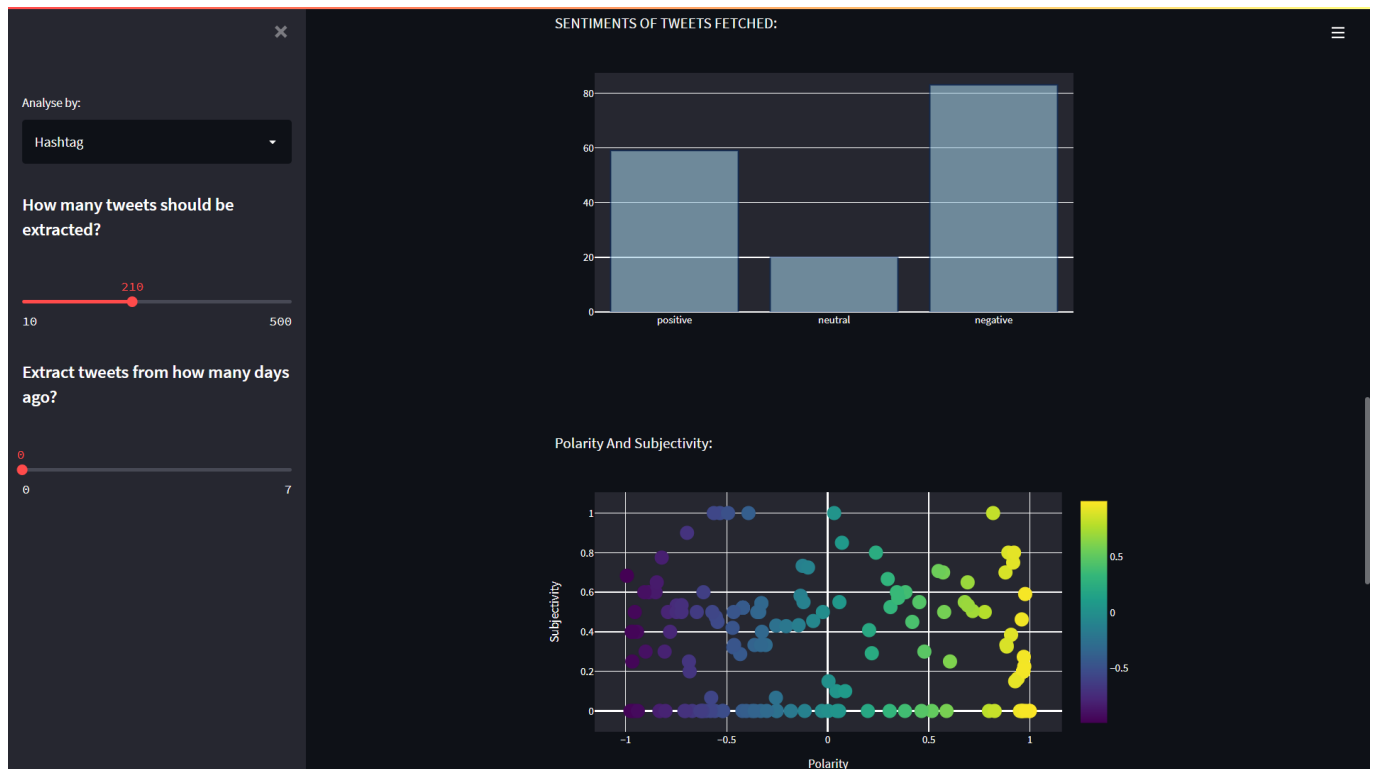 ×
Analyse by:
Hashtag
How many tweets should be
extracted?
210
10
500
Extract tweets from how many days
ago?
0
0
7
SENTIMENTS OF TWEETS FETCHED:
80
60
40
20
0
positive
neutral
negative
Polarity And Subjectivity:
1
0.8
0.6
0.4
0.2
0
Subjectivity
−1
−0.5
0
0.5
1
Polarity
0.5
0
−0.5